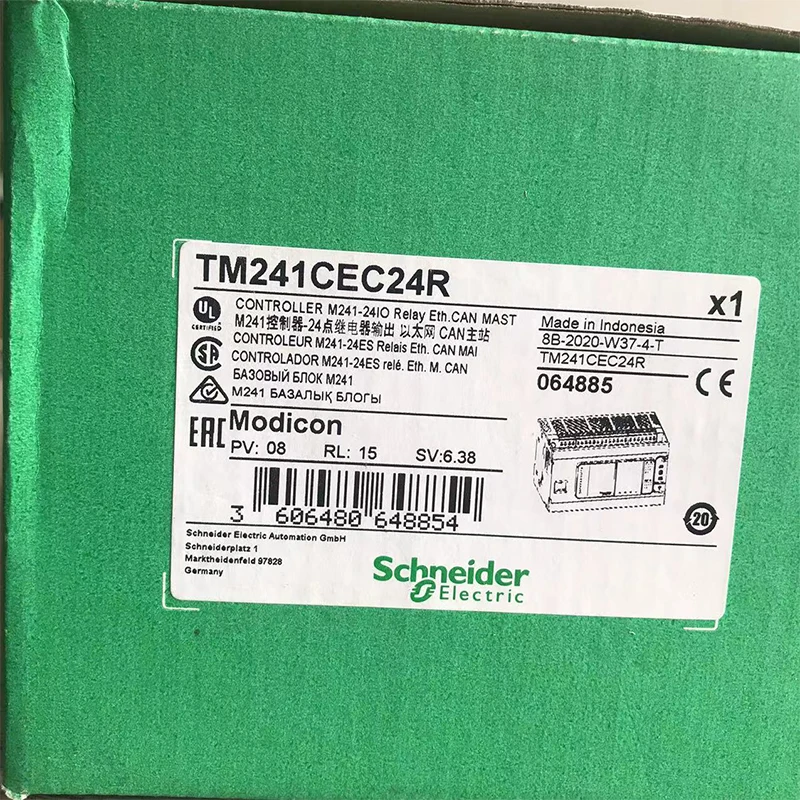 TM241CEC24R
x1
CONTROLLER M241-24IO Relay Eth.CAN MAST
M241控制器-24点继电器输出 以太网 CAN主站
CONTROLEUR M241-24ES Relais Eth. CAN MAI
CONTROLADOR M241-24ES relé. Eth. M. CAN
БАЗОВЫЙ БЛОК M241
M241 БАЗАЛЫҚ БЛОГЫ
Made in Indonesia
8B-2020-W37-4-T
TM241CEC24R
064885
UL
CERTIFIED
CE
EAC
Modicon
PV: 08 RL: 15 SV:6.38
3 606480 648854
20
Schneider Electric Automation GmbH
Schneiderplatz 1
Marktheidenfeld 97828
Germany
Schneider
Electric